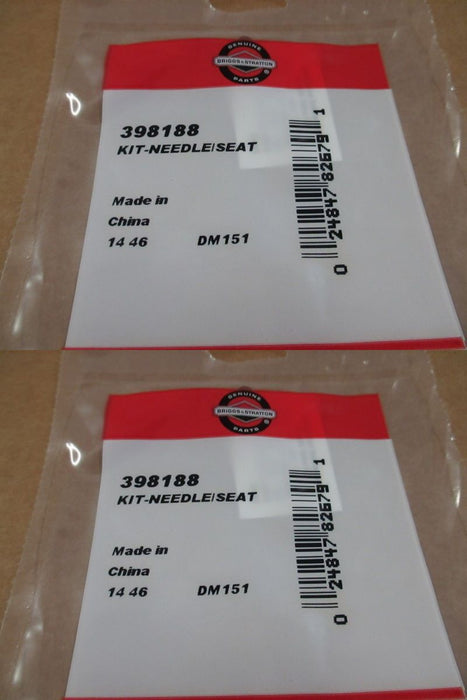 GENUINE
BRIGGS & STRATTON
PARTS ®
398188
KIT-NEEDLE/SEAT
Made in
China
14 46 DM151
0 24847 82679 1
GENUINE
BRIGGS & STRATTON
PARTS ®
398188
KIT-NEEDLE/SEAT
Made in
China
14 46 DM151
0 24847 82679 1